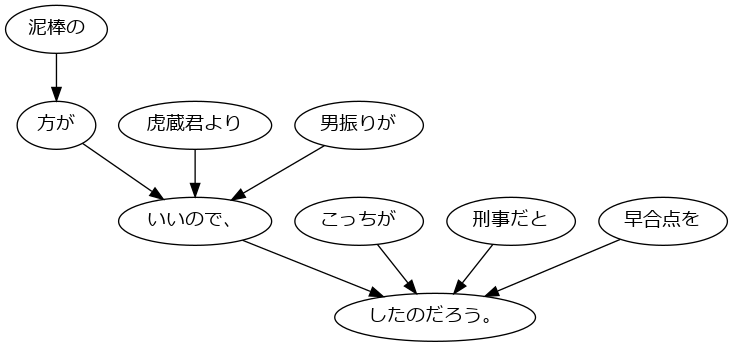 泥棒の
方が
虎蔵君より
男振りが
いいので、
こっちが
刑事だと
早合点を
したのだろう。